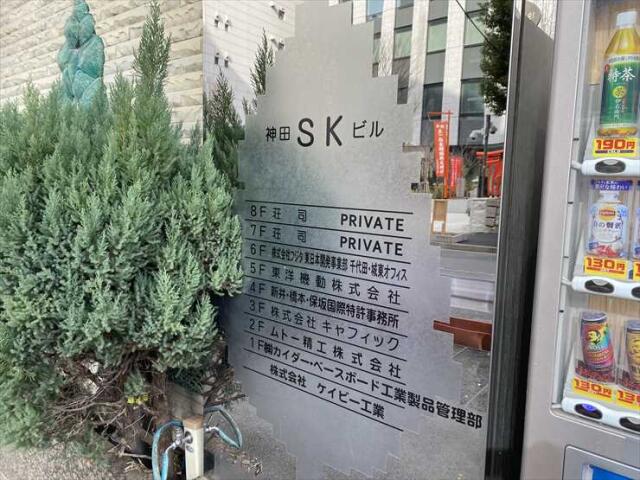 神田 SKビル
8F 荘 司 PRIVATE
7F 荘 司 PRIVATE
6F 株式会社フジタ 東日本開発事業部 千代田・城東オフィス
5F 東洋機動株式会社
4F 新井・橋本・保坂国際特許事務所
3F 株式会社 キャフィック
2F ムトー精工株式会社
1F ㈱カイダー・ベースボード工業製品管理部
株式会社 ケイビー工業
190円
130円
130円
130円